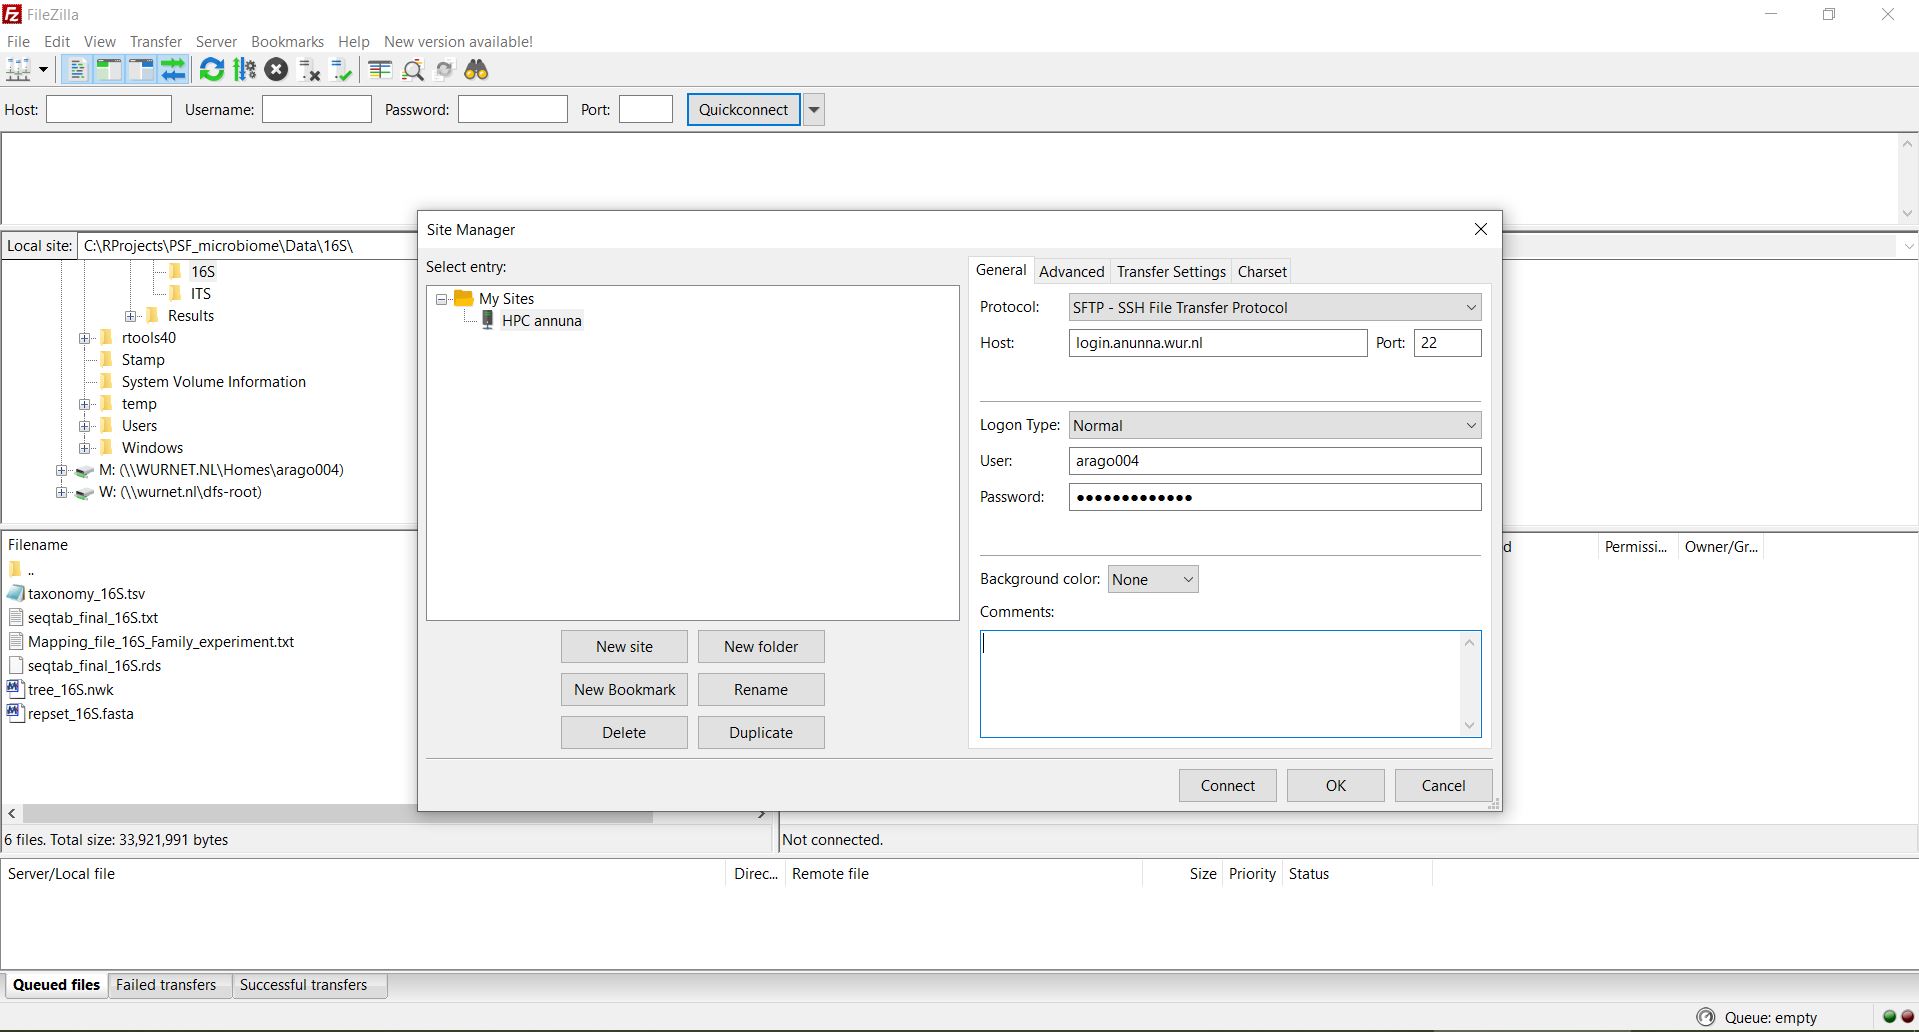 FileZilla
File Edit View Transfer Server Bookmarks Help New version available!
Host: Username: Password: Port: Quickconnect
Local site: C:\RProjects\PSF_microbiome\Data\16S\
16S
ITS
Results
rtools40
Stamp
System Volume Information
temp
Users
Windows
M: (\\WURNET.NL\Homes\arago004)
W: (\\wurnet.nl\dfs-root)
Filename
..
taxonomy_16S.tsv
seqtab_final_16S.txt
Mapping_file_16S_Family_experiment.txt
seqtab_final_16S.rds
tree_16S.nwk
repset_16S.fasta
6 files. Total size: 33,921,991 bytes
Site Manager
Select entry:
My Sites
HPC annuna
New site New folder
New Bookmark Rename
Delete Duplicate
General Advanced Transfer Settings Charset
Protocol: SFTP - SSH File Transfer Protocol
Host: login.anunna.wur.nl Port: 22
Logon Type: Normal
User: arago004
Password: •••••••••••••
Background color: None
Comments:
Connect OK Cancel
d Permissi... Owner/Gr...
Not connected.
Server/Local file Direc... Remote file Size Priority Status
Queued files Failed transfers Successful transfers
Queue: empty